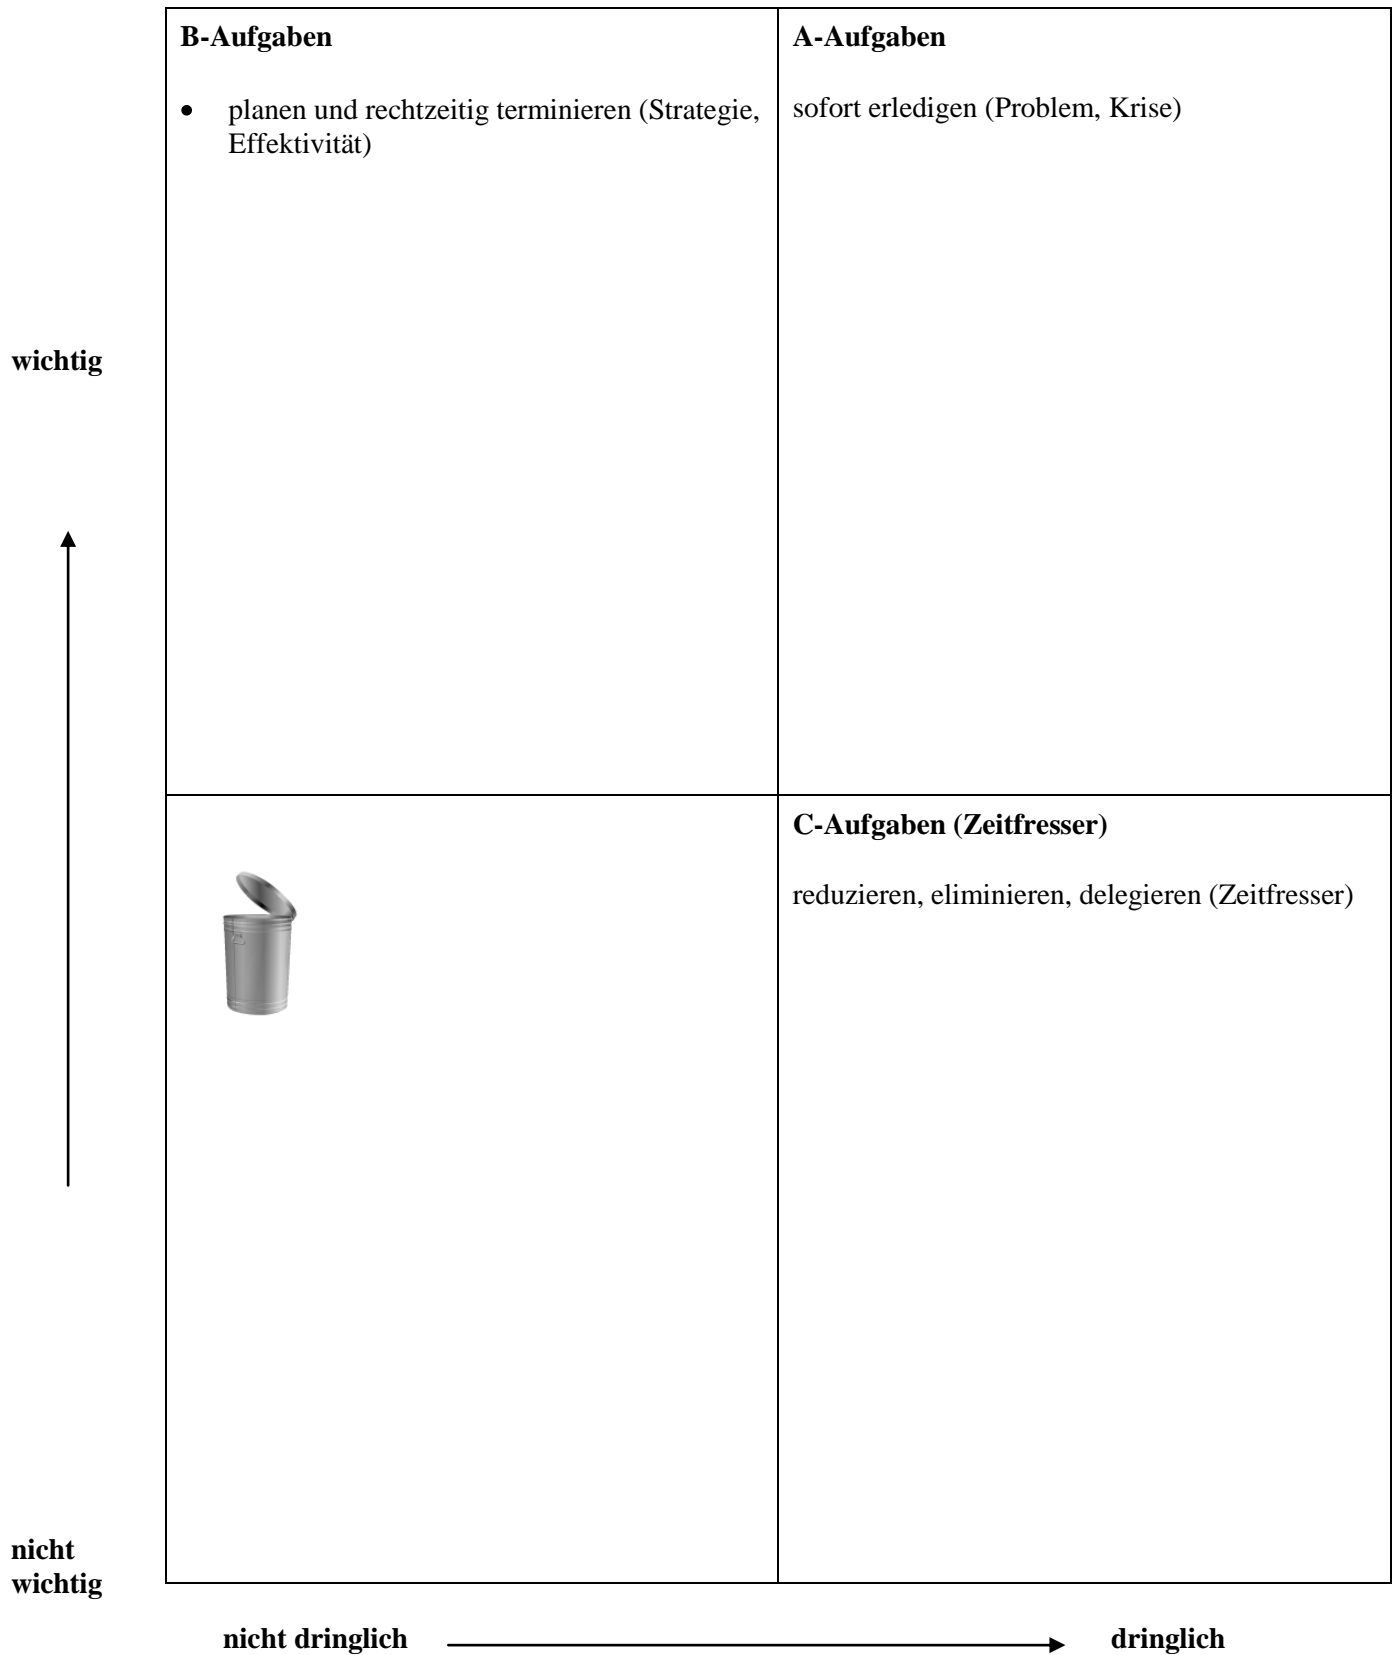 B-Aufgaben
planen und rechtzeitig terminieren (Strategie,
Effektivität)
A-Aufgaben
sofort erledigen (Problem, Krise)
wichtig
C-Aufgaben (Zeitfresser)
reduzieren, eliminieren, delegieren (Zeitfresser)
nicht
wichtig
nicht dringlich
dringlich